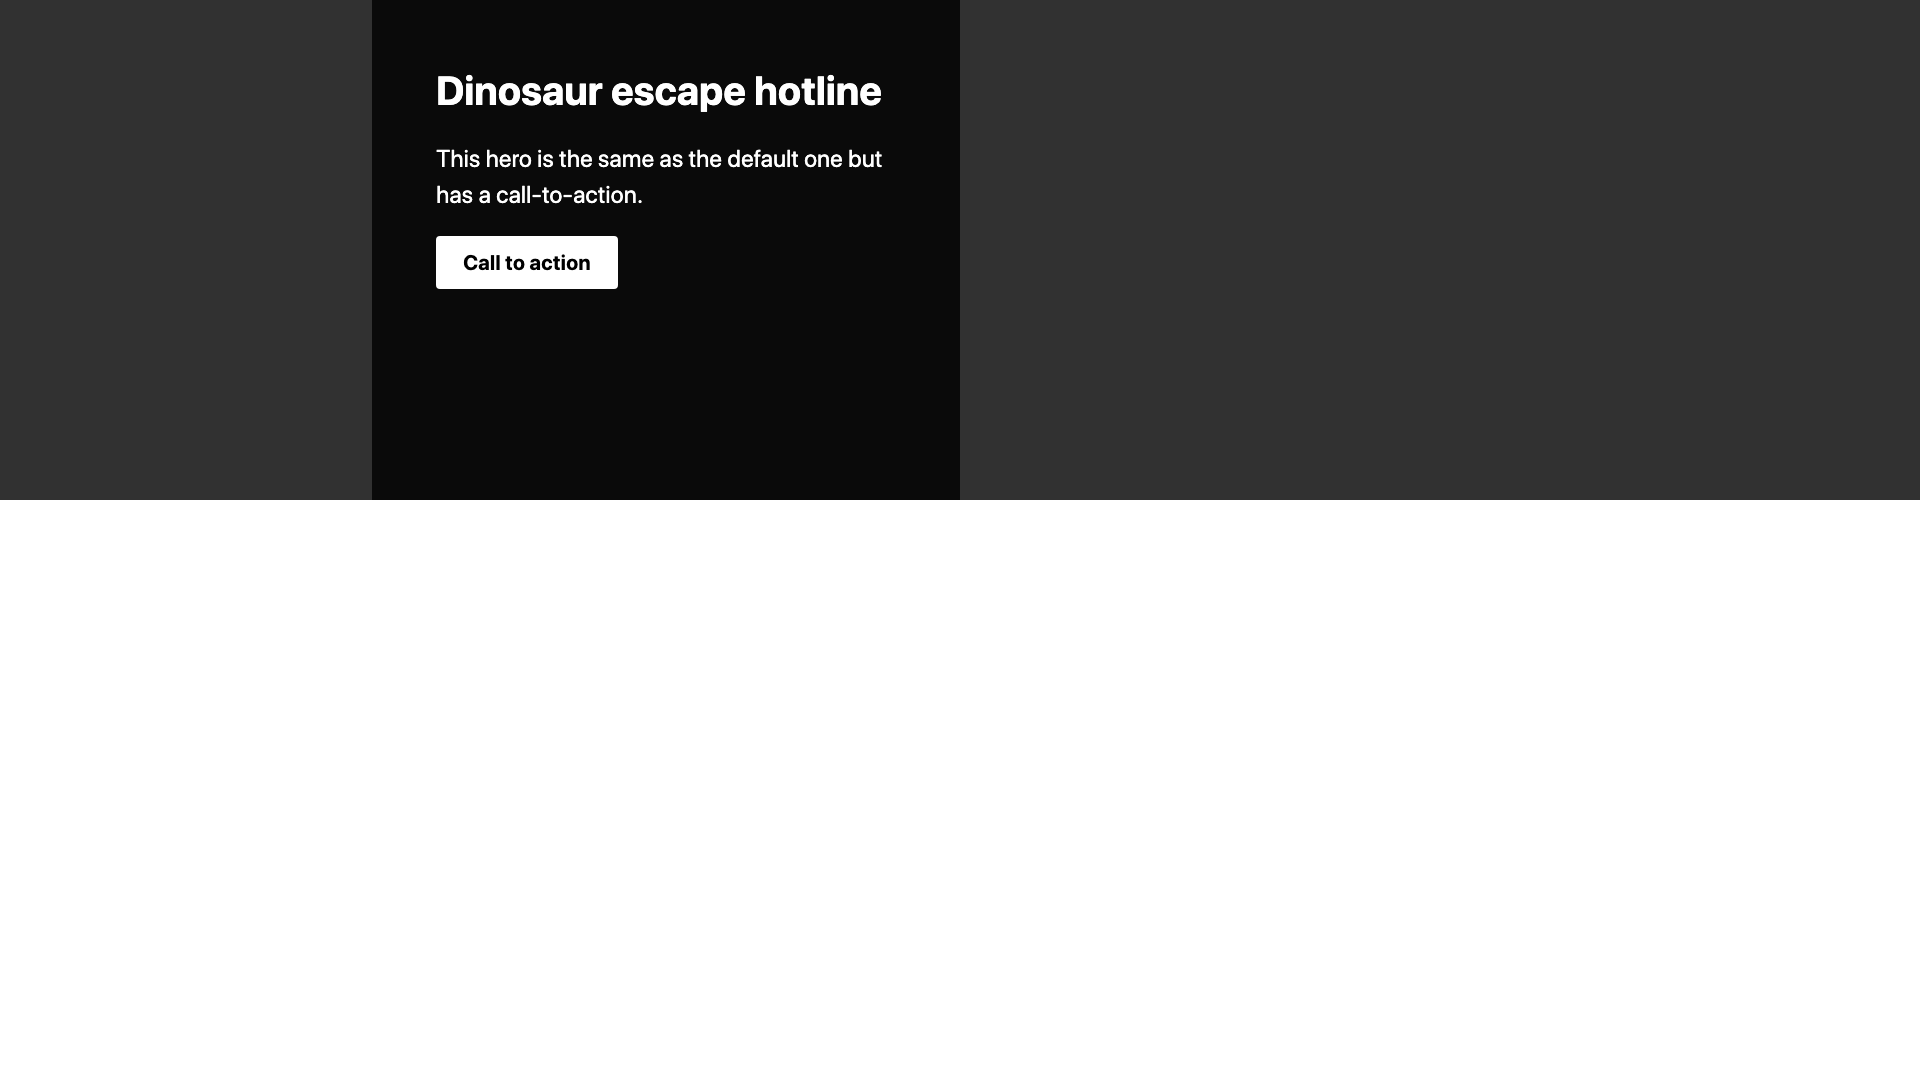 Dinosaur escape hotline
This hero is the same as the default one but
has a call-to-action.
Call to action